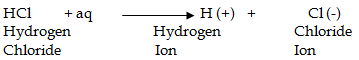 HCl + aq ⟶ H (+) + Cl (-)
Hydrogen Hydrogen Chloride
Chloride Ion Ion